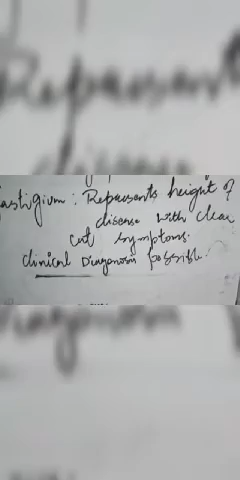 astigium: Represents height of
disease with clear
cut symptoms.
Clinical Diagnosis possible.